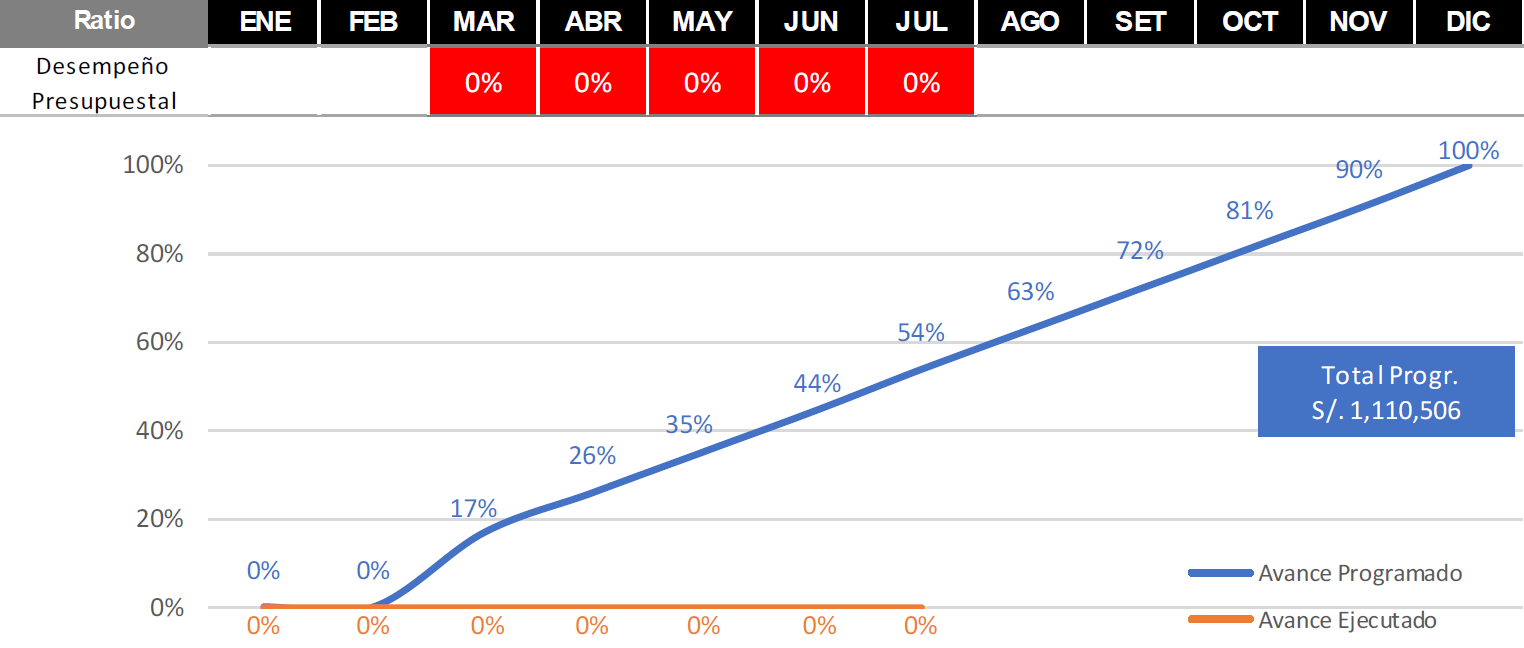 Ratio ENE FEB MAR ABR MAY JUN JUL AGO SET OCT NOV DIC
Desempeño
Presupuestal
0% 0% 0% 0% 0%
100%
80%
60%
40%
20%
0%
0% 0% 17% 26% 35% 44% 54% 63% 72% 81% 90% 100%
0% 0% 0% 0% 0% 0% 0%
Total Progr.
S/. 1,110,506
Avance Programado
Avance Ejecutado